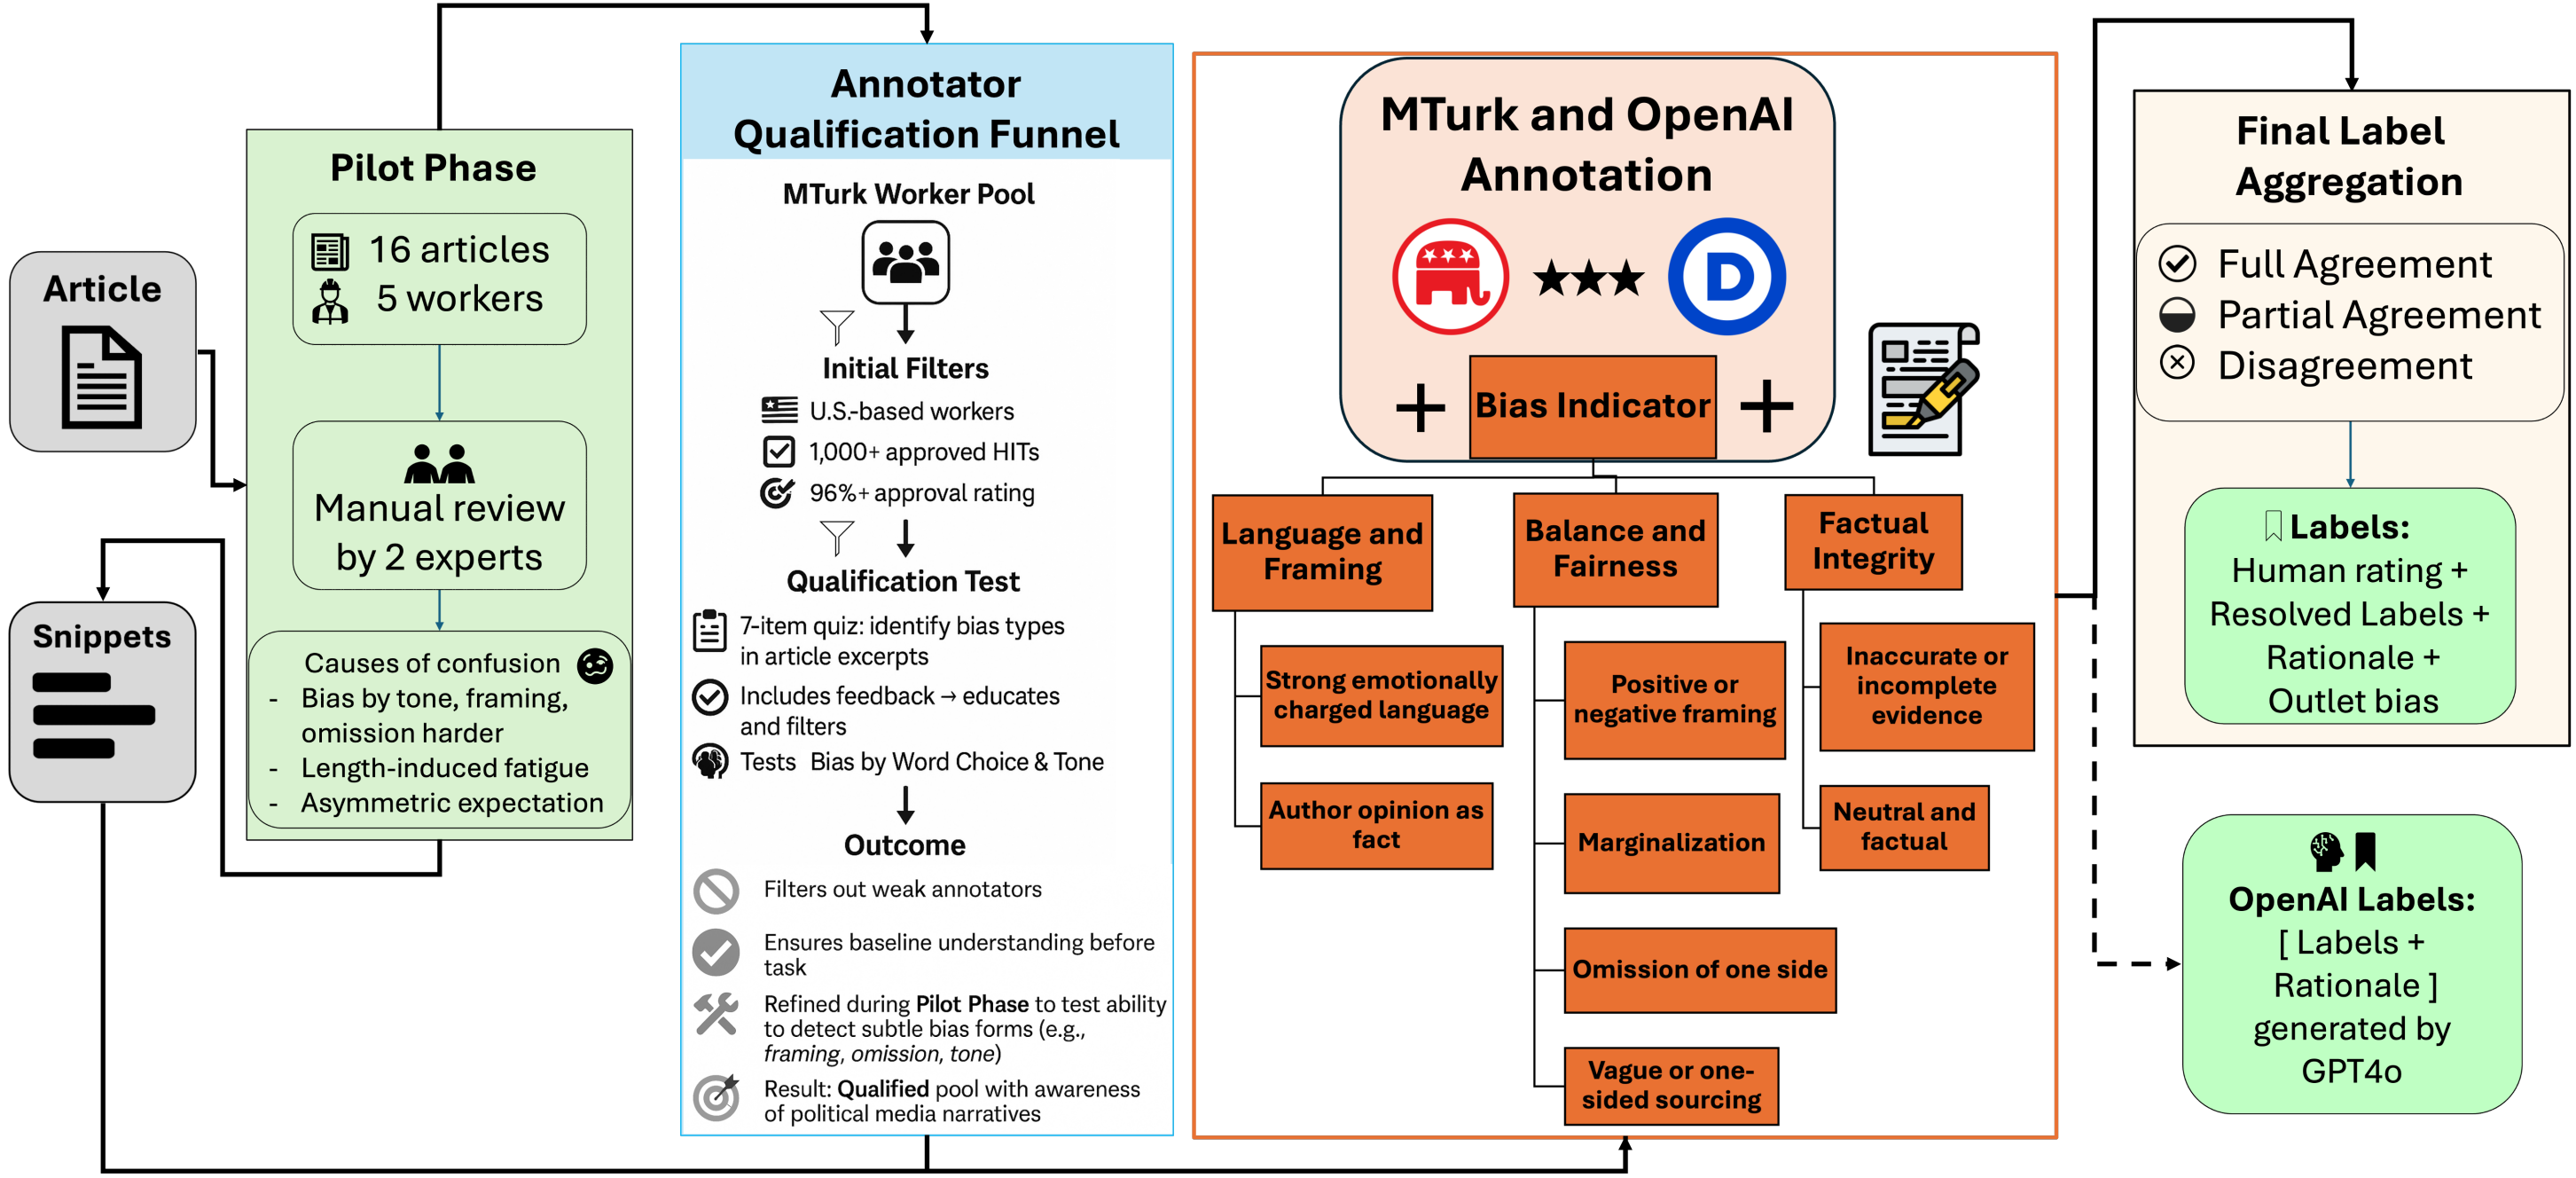 Article
Snippets
Pilot Phase
16 articles
5 workers
Manual review
by 2 experts
Causes of confusion
- Bias by tone, framing,
omission harder
- Length-induced fatigue
- Asymmetric expectation
Annotator
Qualification Funnel
MTurk Worker Pool
Initial Filters
U.S.-based workers
1,000+ approved HITs
96%+ approval rating
Qualification Test
7-item quiz: identify bias types
in article excerpts
Includes feedback → educates
and filters
Tests Bias by Word Choice & Tone
Outcome
Filters out weak annotators
Ensures baseline understanding before
task
Refined during Pilot Phase to test ability
to detect subtle bias forms (e.g.,
framing, omission, tone)
Result: Qualified pool with awareness
of political media narratives
MTurk and OpenAI
Annotation
D
+ Bias Indicator +
Language and
Framing
Strong emotionally
charged language
Author opinion as
fact
Balance and
Fairness
Positive or
negative framing
Marginalization
Omission of one side
Vague or one-
sided sourcing
Factual
Integrity
Inaccurate or
incomplete
evidence
Neutral and
factual
Final Label
Aggregation
Full Agreement
Partial Agreement
Disagreement
Labels:
Human rating +
Resolved Labels +
Rationale +
Outlet bias
OpenAI Labels:
[ Labels +
Rationale ]
generated by
GPT4o